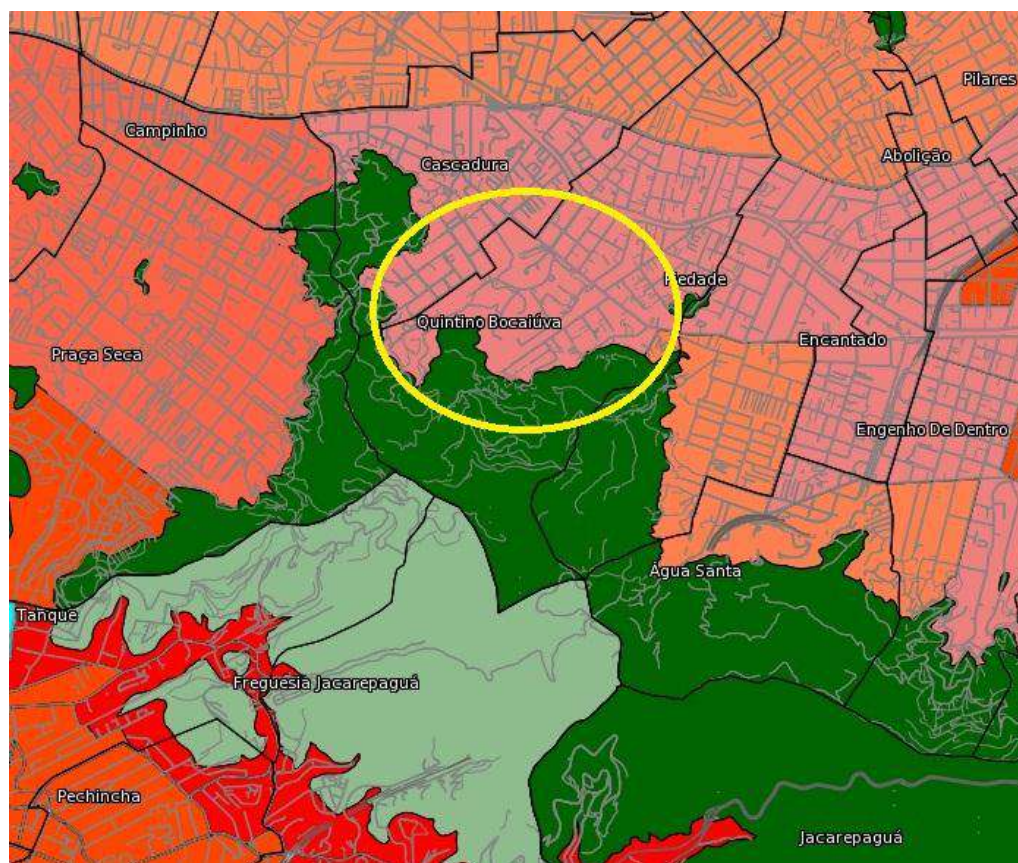 Pilares
Campinho
Abolição
Cascadura
Piedade
Quintino Bocaiúva
Encantado
Praça Seca
Engenho De Dentro
Água Santa
Tanque
Freguesia Jacarepaguá
Pechincha
Jacarepaguá